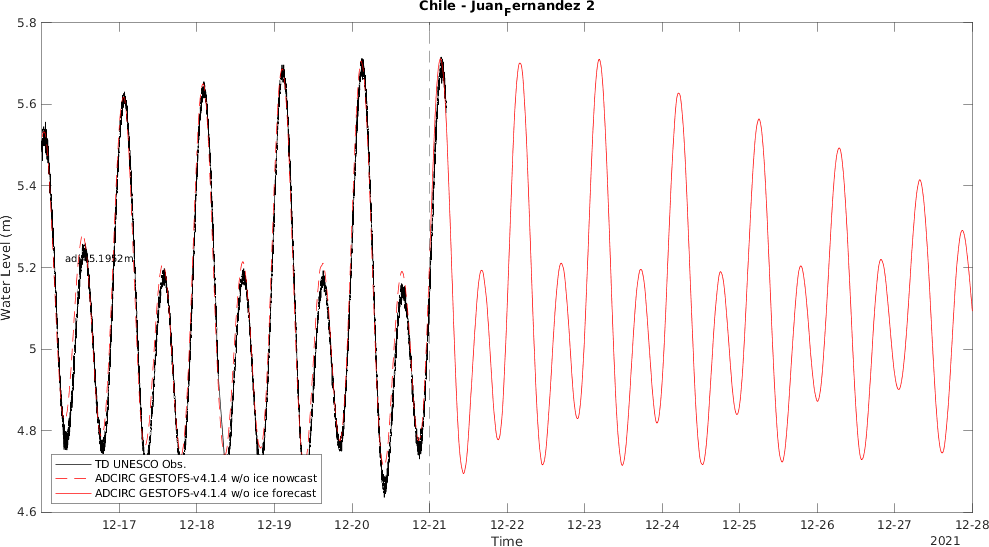 Chile - Juan_Fernandez 2
5.8
5.6
5.4
5.2
5
4.8
4.6
Water Level (m)
adj: 5.1952m
TD UNESCO Obs.
ADCIRC GESTOFS-v4.1.4 w/o ice nowcast
ADCIRC GESTOFS-v4.1.4 w/o ice forecast
12-17 12-18 12-19 12-20 12-21 12-22 12-23 12-24 12-25 12-26 12-27 12-28
Time
2021